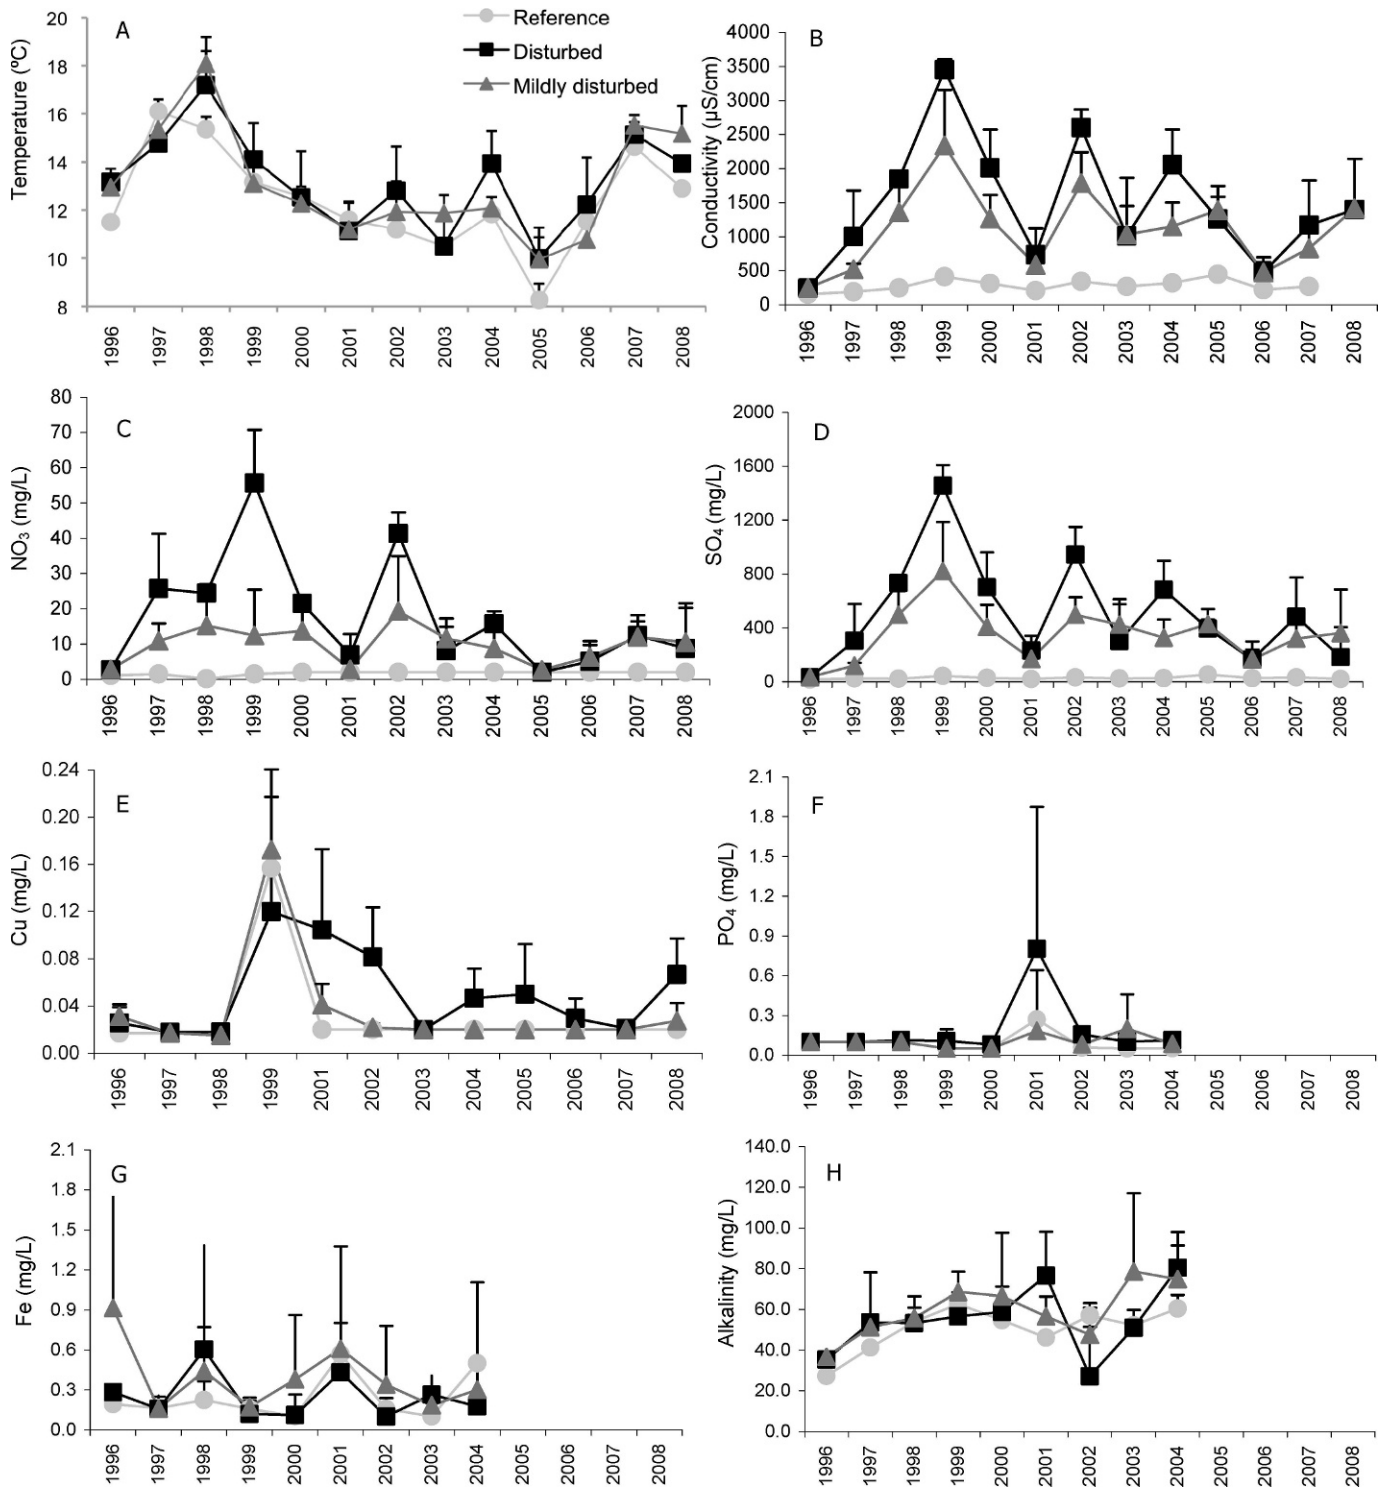 A
Reference
Disturbed
Mildly disturbed
Temperature (ºC)
20
18
16
14
12
10
8
1996 1997 1998 1999 2000 2001 2002 2003 2004 2005 2006 2007 2008
B
Conductivity (µS/cm)
4000
3500
3000
2500
2000
1500
1000
500
0
1996 1997 1998 1999 2000 2001 2002 2003 2004 2005 2006 2007 2008
C
NO₃ (mg/L)
80
70
60
50
40
30
20
10
0
1996 1997 1998 1999 2000 2001 2002 2003 2004 2005 2006 2007 2008
D
SO₄ (mg/L)
2000
1600
1200
800
400
0
1996 1997 1998 1999 2000 2001 2002 2003 2004 2005 2006 2007 2008
E
Cu (mg/L)
0.24
0.20
0.16
0.12
0.08
0.04
0.00
1996 1997 1998 1999 2001 2002 2003 2004 2005 2006 2007 2008
F
PO₄ (mg/L)
2.1
1.8
1.5
1.2
0.9
0.6
0.3
0.0
1996 1997 1998 1999 2000 2001 2002 2003 2004 2005 2006 2007 2008
G
Fe (mg/L)
2.1
1.8
1.5
1.2
0.9
0.6
0.3
0.0
1996 1997 1998 1999 2000 2001 2002 2003 2004 2005 2006 2007 2008
H
Alkalinity (mg/L)
140.0
120.0
100.0
80.0
60.0
40.0
20.0
0.0
1996 1997 1998 1999 2000 2001 2002 2003 2004 2005 2006 2007 2008